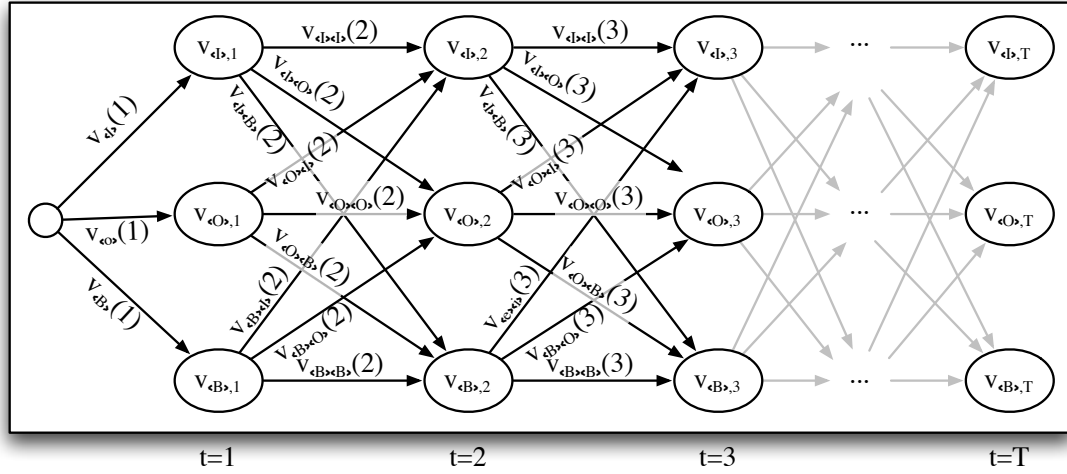 V‹I›,1
V‹I›‹I›(2)
V‹I›,2
V‹I›‹I›(3)
V‹I›,3
...
V‹I›,T
V‹I›(1)
V‹I›‹O›(2)
V‹I›‹B›(2)
V‹I›‹O›(3)
V‹I›‹B›(3)
V‹O›‹I›(2)
V‹O›‹I›(3)
V‹o›(1)
V‹O›,1
V‹O›‹O›(2)
V‹O›,2
V‹O›‹O›(3)
V‹O›,3
...
V‹O›,T
V‹B›(1)
V‹O›‹B›(2)
V‹B›‹I›(2)
V‹B›‹O›(2)
V‹O›‹B›(3)
V‹e›‹i›(3)
V‹B›‹O›(3)
V‹B›,1
V‹B›‹B›(2)
V‹B›,2
V‹B›‹B›(3)
V‹B›,3
...
V‹B›,T
t=1
t=2
t=3
t=T